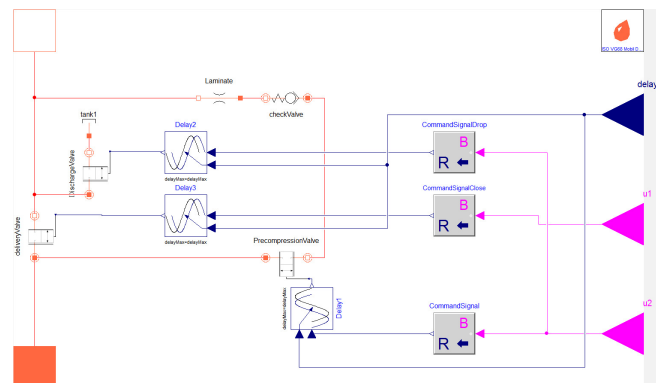 ISO VG68 Mobil D...
delay
Laminate
checkValve
tank1
Delay2
CommandSignalDrop
B
R
delayMax=delayMax
DischargeValve
Delay3
CommandSignalClose
B
R
u1
delayMax=delayMax
deliveryValve
PrecompressionValve
delayMax=delayMax
Delay1
CommandSignal
B
R
u2